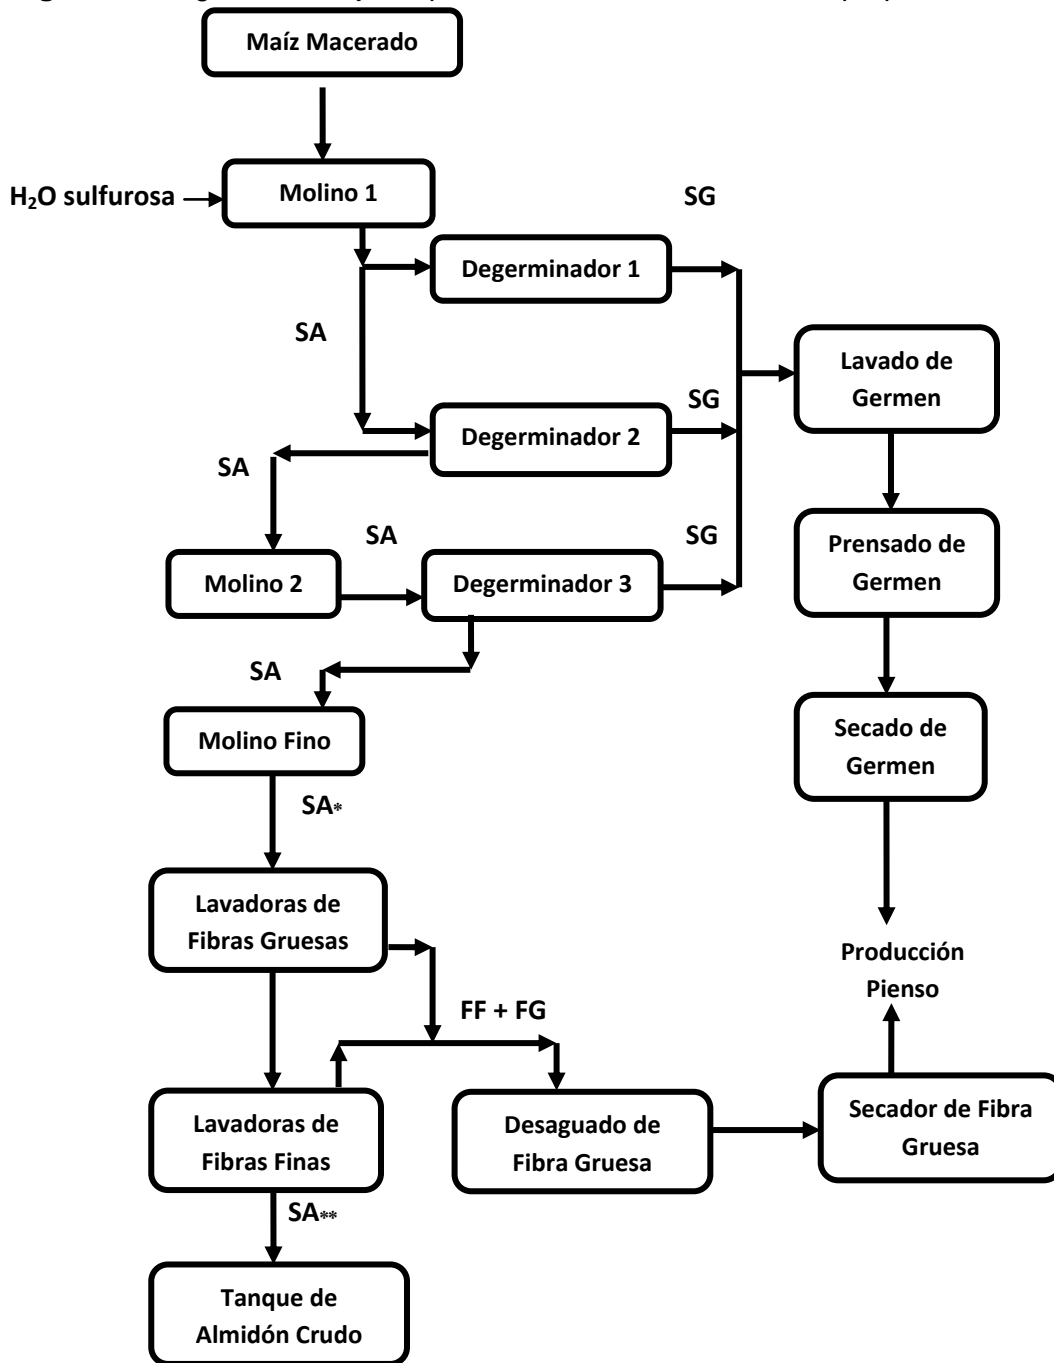 Maíz Macerado
H₂O sulfurosa
Molino 1
SG
Degerminador 1
SA
Lavado de
Germen
SG
Degerminador 2
SA
SA
SG
Prensado de
Germen
Molino 2
Degerminador 3
SA
Molino Fino
Secado de
Germen
SA*
Lavadoras de
Fibras Gruesas
Producción
Pienso
FF + FG
Lavadoras de
Fibras Finas
Desaguado de
Fibra Gruesa
Secador de Fibra
Gruesa
SA**
Tanque de
Almidón Crudo